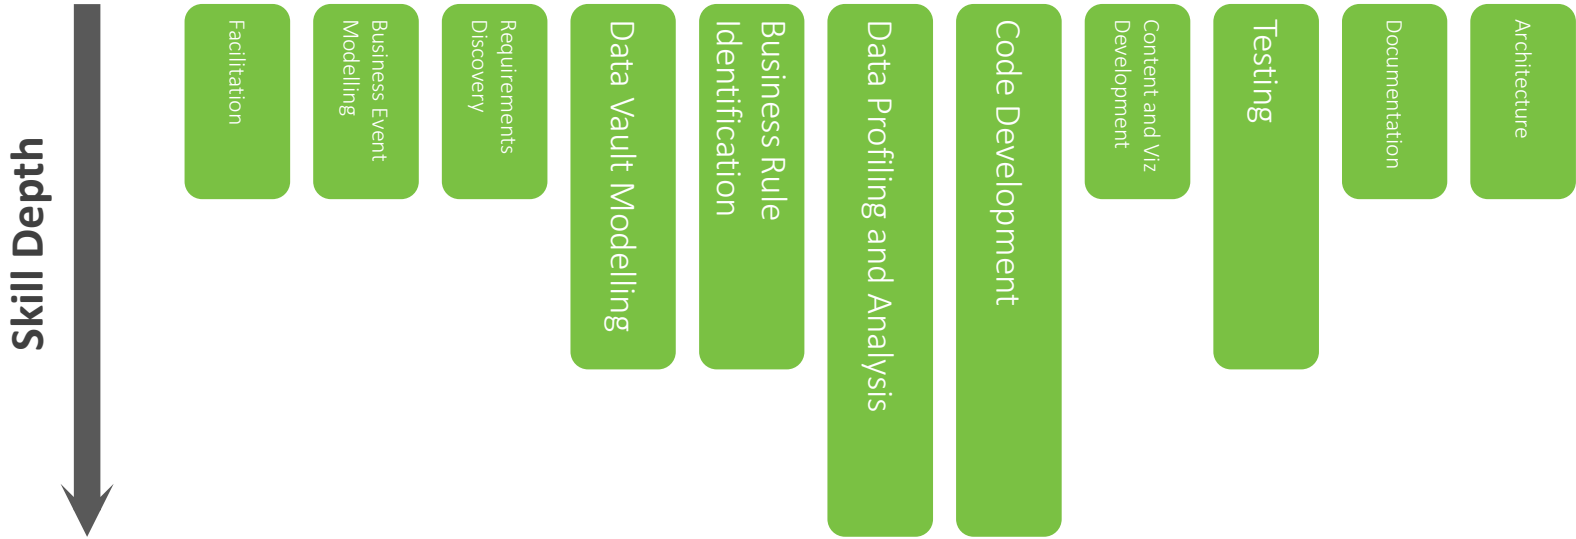 Skill Depth
Facilitation
Business Event
Modelling
Requirements
Discovery
Data Vault Modelling
Business Rule
Identification
Data Profiling and Analysis
Code Development
Content and Viz
Development
Testing
Documentation
Architecture